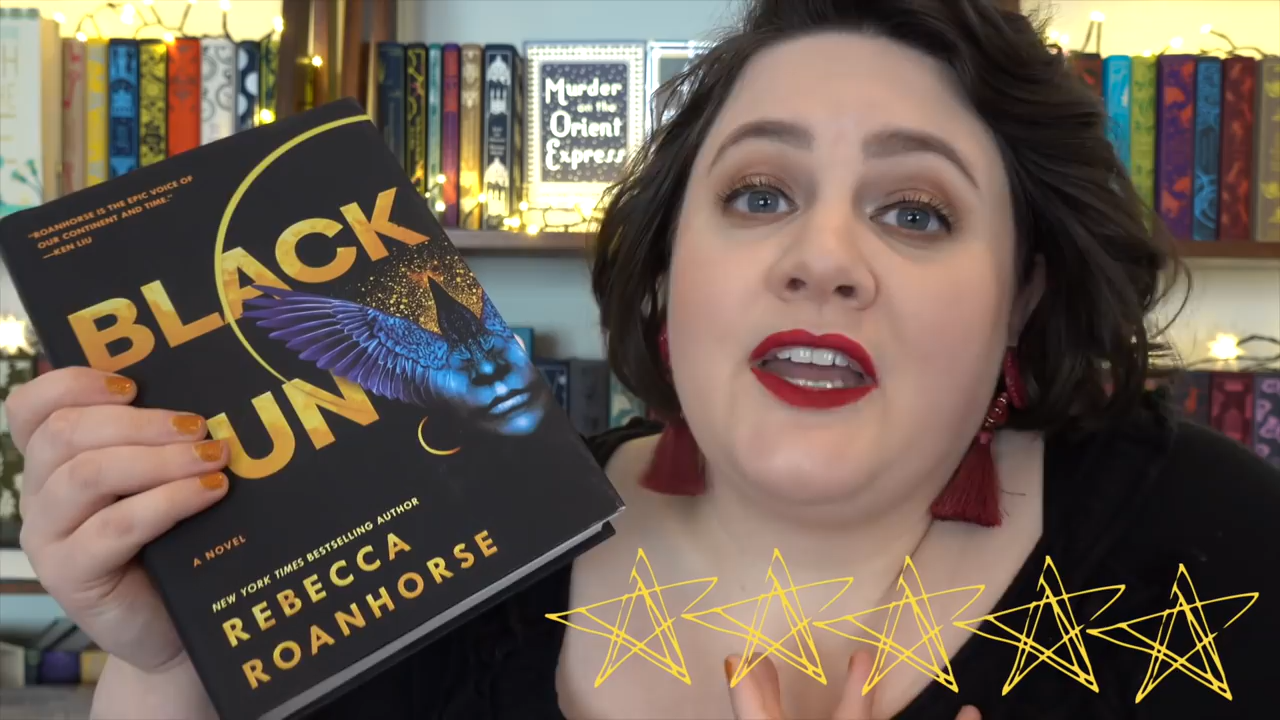 "ROANHORSE IS THE EPIC VOICE OF
OUR CONTINENT AND TIME."
—KEN LIU
BLACK
UN
A NOVEL
NEW YORK TIMES BESTSELLING AUTHOR
REBECCA
ROANHORSE
Murder
on the
Orient
Express